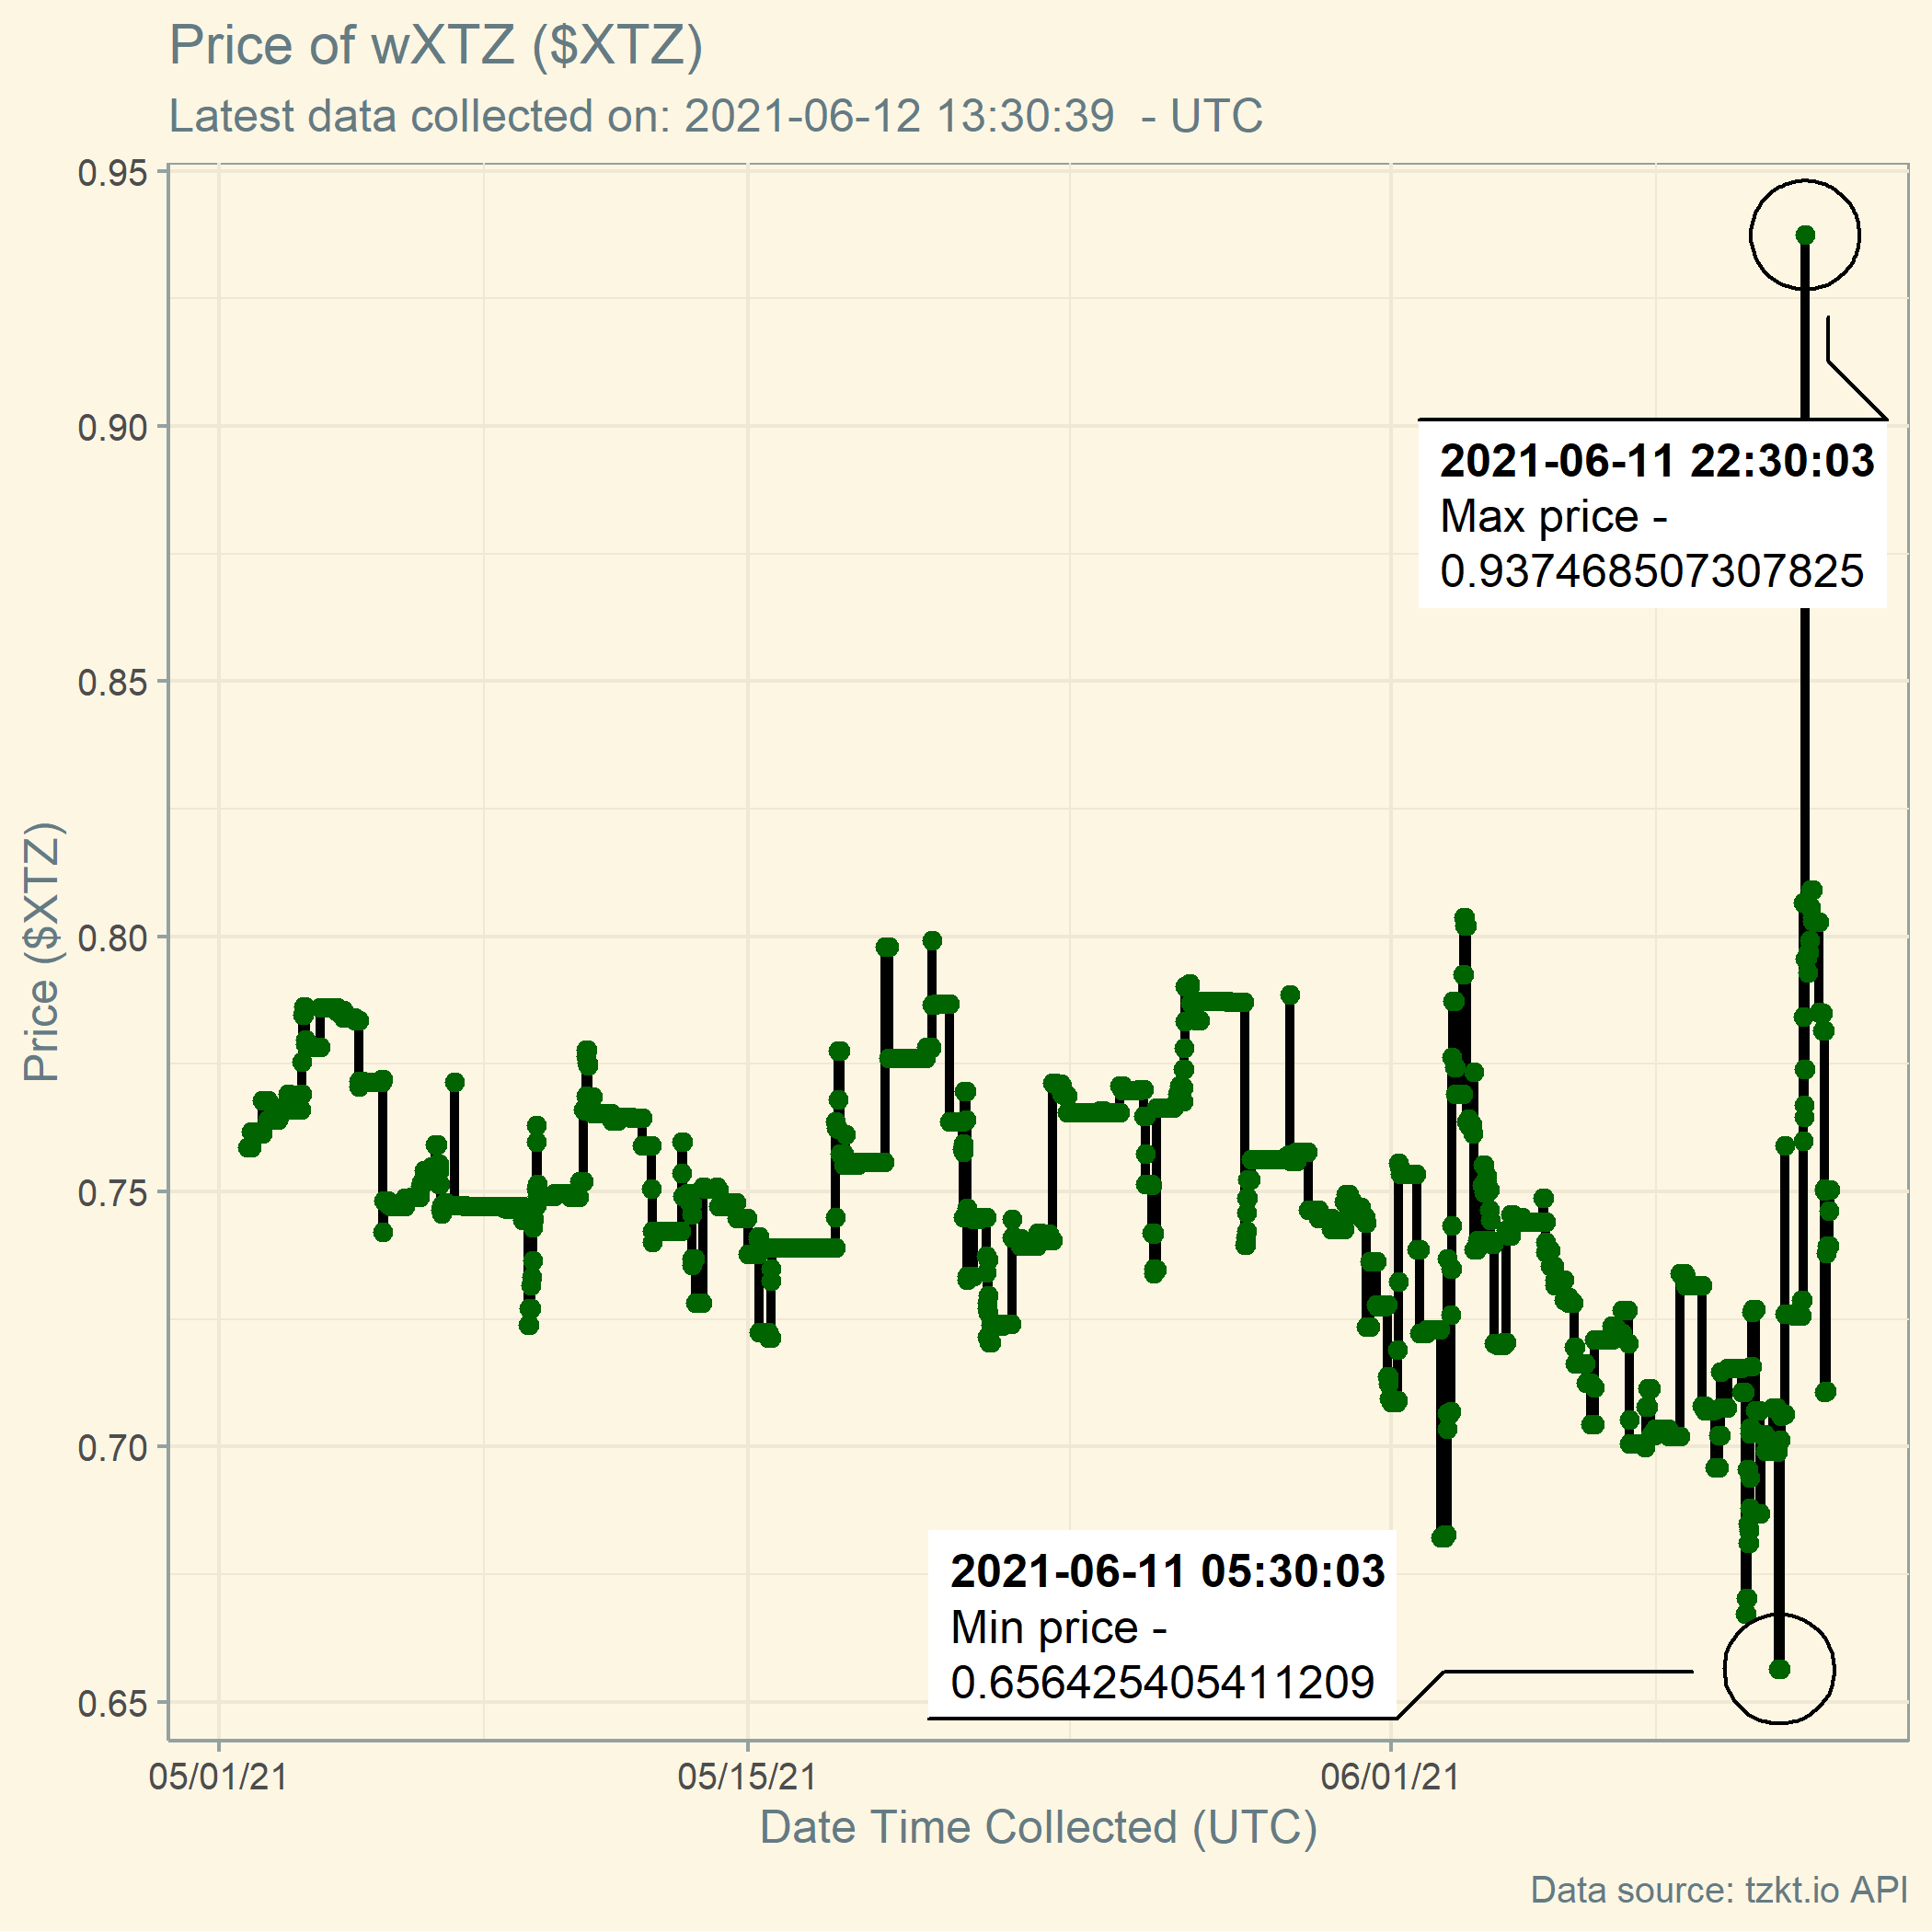 Price of wXTZ ($XTZ)
Latest data collected on: 2021-06-12 13:30:39  - UTC
Price ($XTZ)
0.95
0.90
0.85
0.80
0.75
0.70
0.65
2021-06-11 22:30:03
Max price -
0.937468507307825
2021-06-11 05:30:03
Min price -
0.656425405411209
05/01/21
05/15/21
06/01/21
Date Time Collected (UTC)
Data source: tzkt.io API